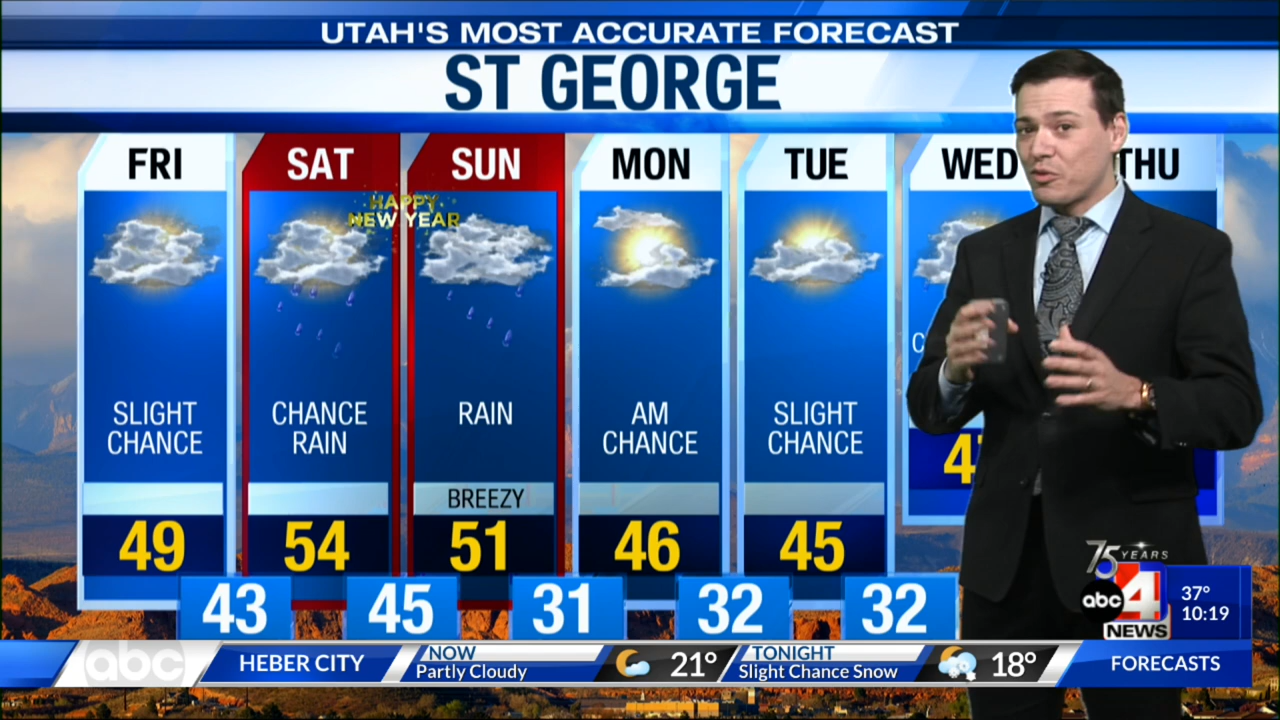 UTAH'S MOST ACCURATE FORECAST
ST GEORGE
FRI
SAT
SUN
MON
TUE
WED
THU
HAPPY
NEW YEAR
SLIGHT
CHANCE
CHANCE
RAIN
RAIN
AM
CHANCE
SLIGHT
CHANCE
BREEZY
49
54
51
46
45
43
45
31
32
32
75 YEARS
abc 4
NEWS
37°
10:19
abc
HEBER CITY
NOW
Partly Cloudy
21°
TONIGHT
Slight Chance Snow
18°
FORECASTS